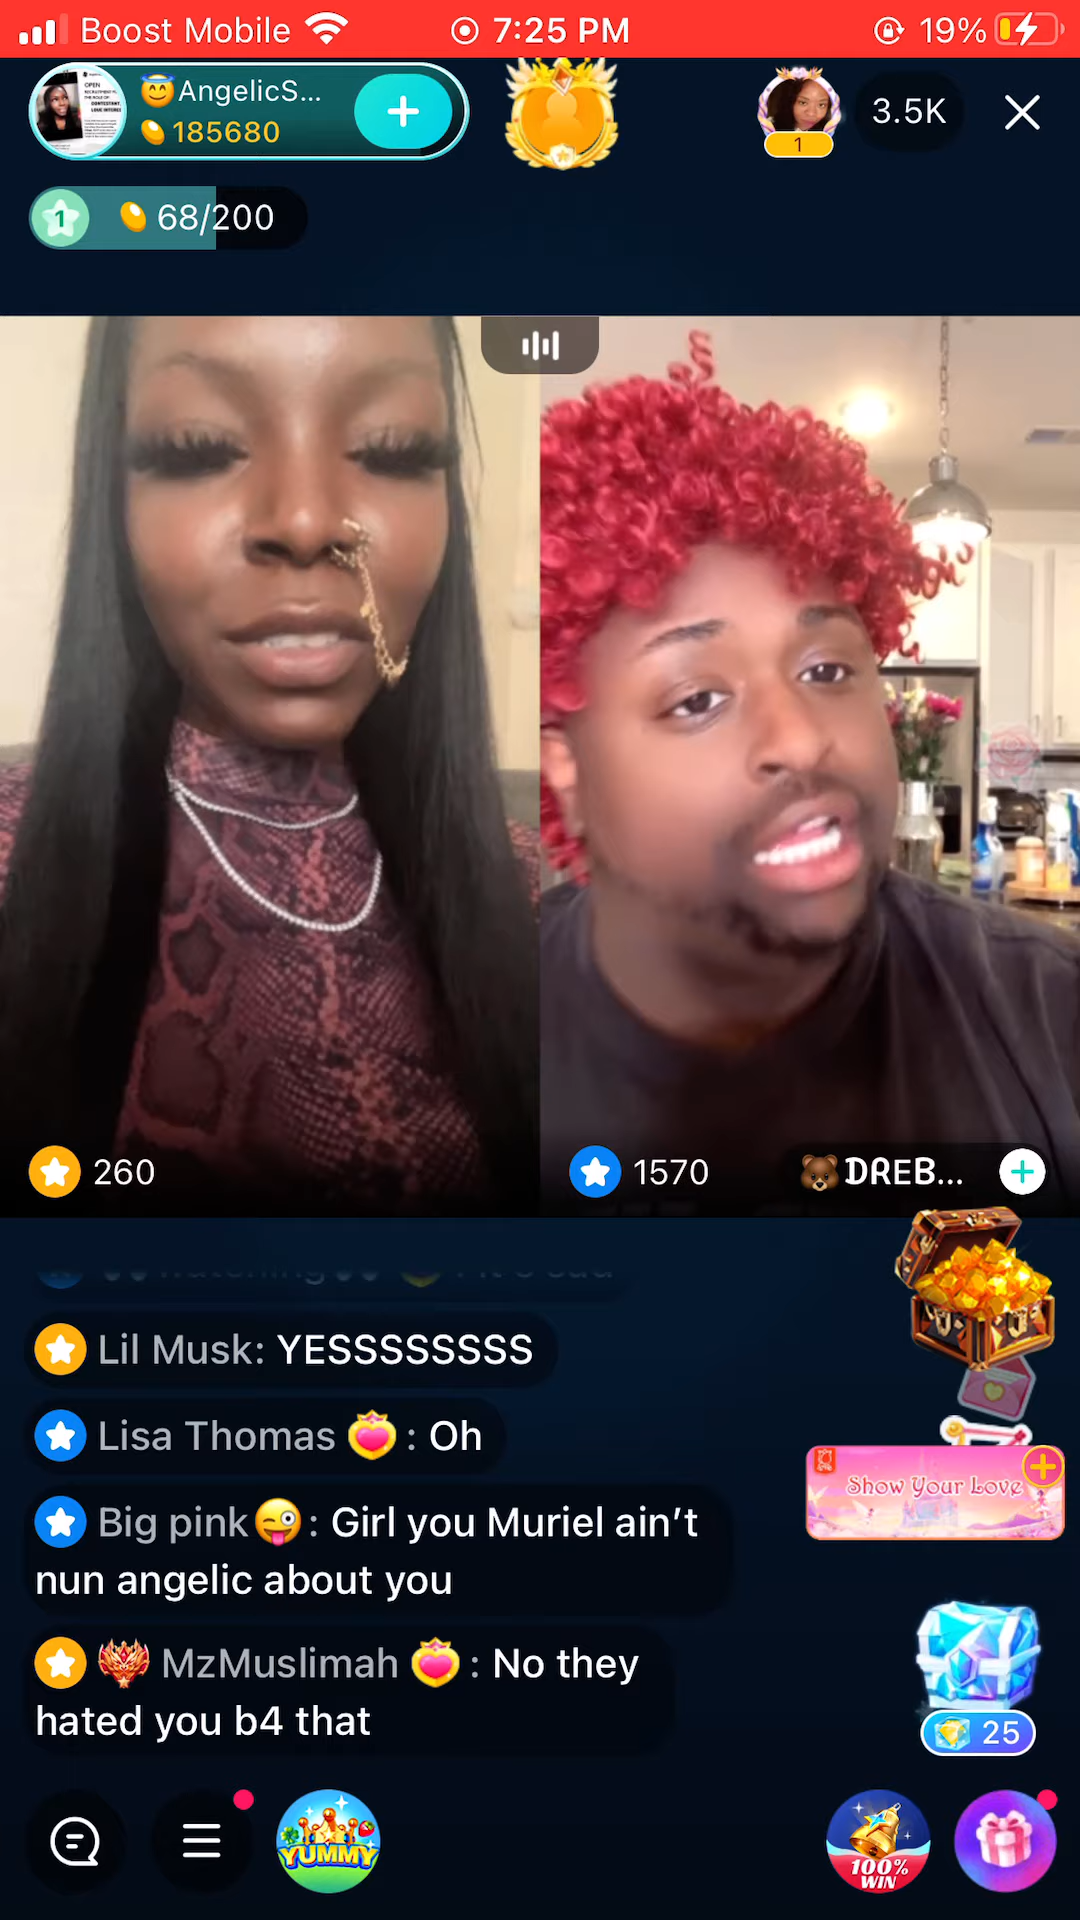 Boost Mobile
7:25 PM
19%
OPEN
😇AngelicS...
185680
1
3.5K
1
68/200
260
1570
🐻DREB...
Lil Musk: YESSSSSSSS
Lisa Thomas : Oh
Big pink😜: Girl you Muriel ain't
nun angelic about you
MzMuslimah : No they
hated you b4 that
Show Your Love
25
YUMMY
100%
WIN